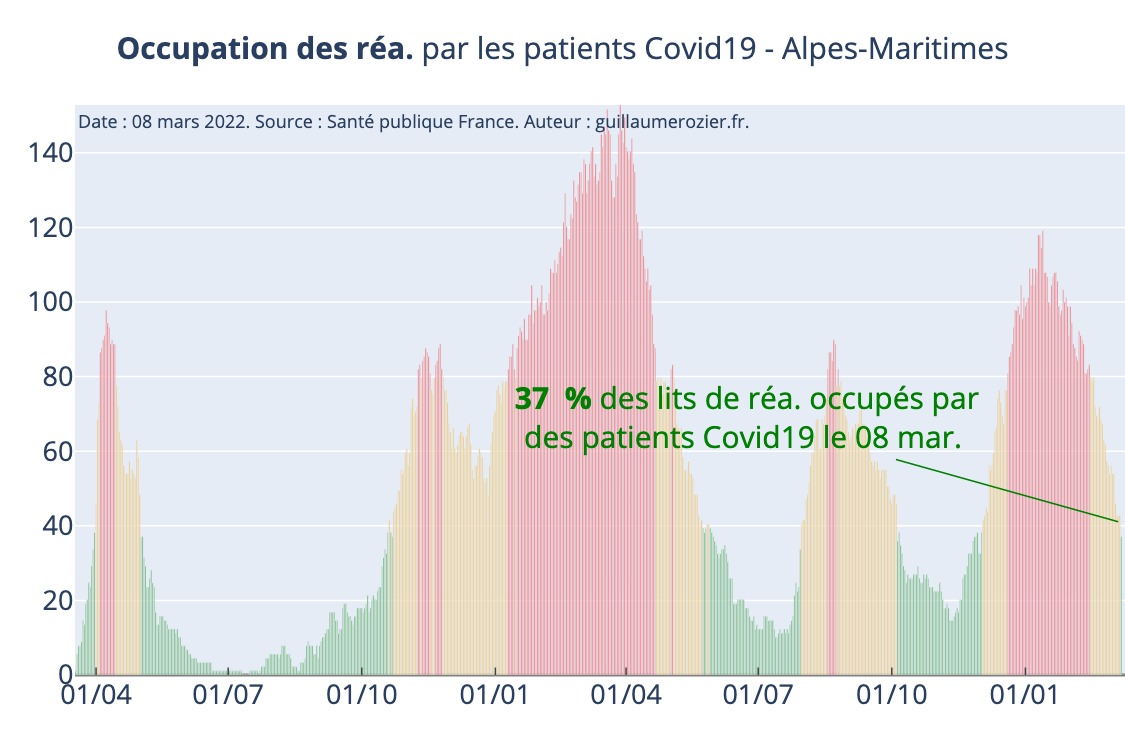 Occupation des réa. par les patients Covid19 - Alpes-Maritimes
Date : 08 mars 2022. Source : Santé publique France. Auteur : guillaumerozier.fr.
140
120
100
80
37 % des lits de réa. occupés par
des patients Covid19 le 08 mar.
60
40
20
0
01/04 01/07 01/10 01/01 01/04 01/07 01/10 01/01